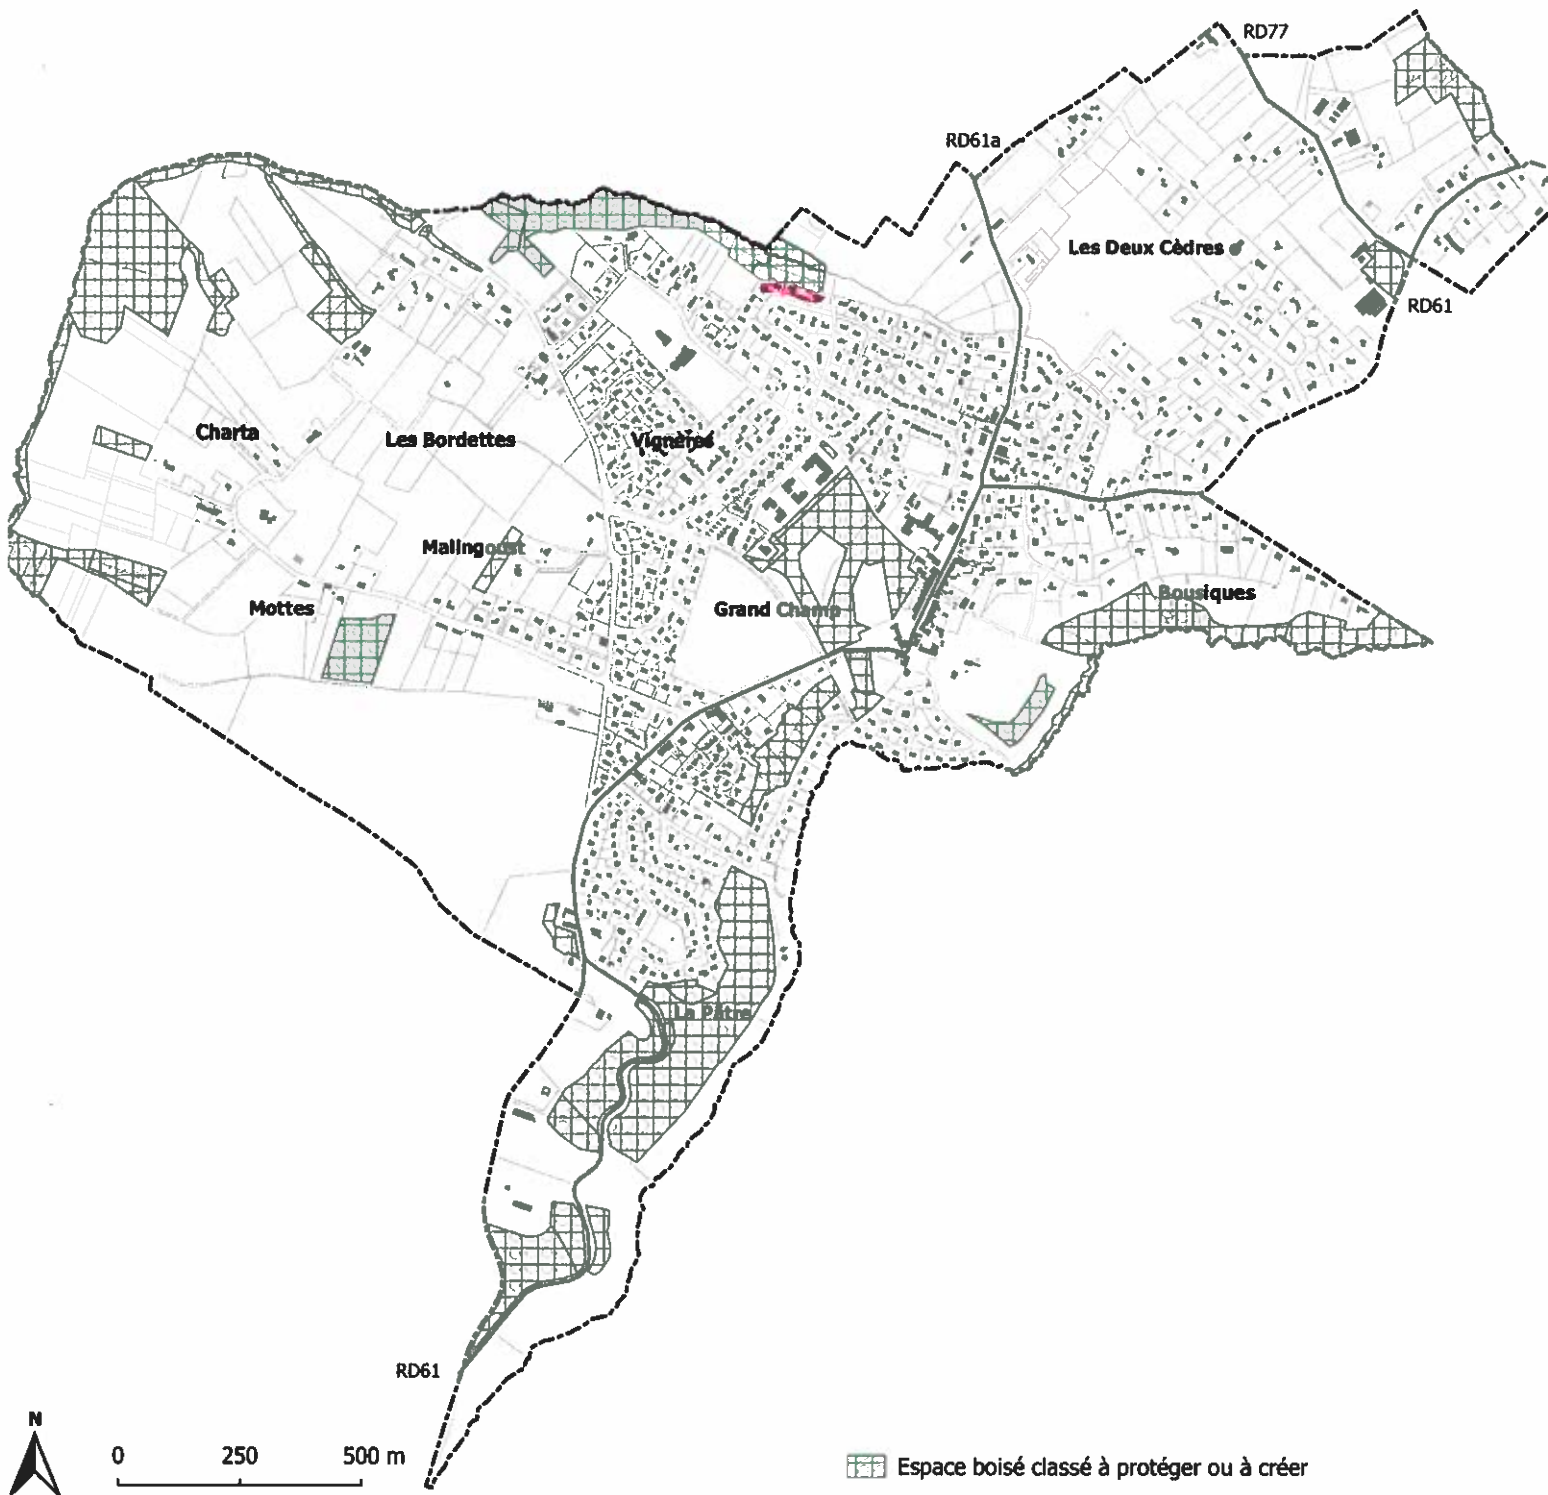 RD77
RD61a
Les Deux Cèdres
RD61
Charta
Les Bordettes
Vignères
Malingoust
Mottes
Grand Champ
Bousiques
La Pâtre
RD61
N
0 250 500 m
Espace boisé classé à protéger ou à créer